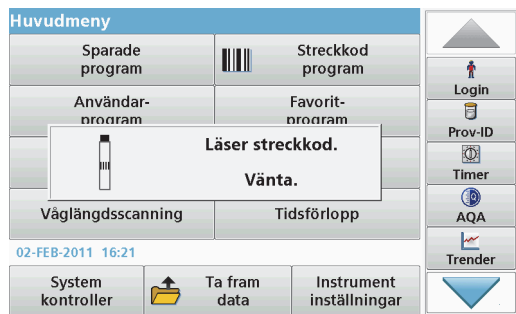 Huvudmeny
Sparade
program
Streckkod
program
Användar-
program
Favorit-
program
Läser streckkod.
Vänta.
Våglängdsscanning
Tidsförlopp
02-FEB-2011 16:21
System
kontroller
Ta fram
data
Instrument
inställningar
Login
Prov-ID
Timer
AQA
Trender